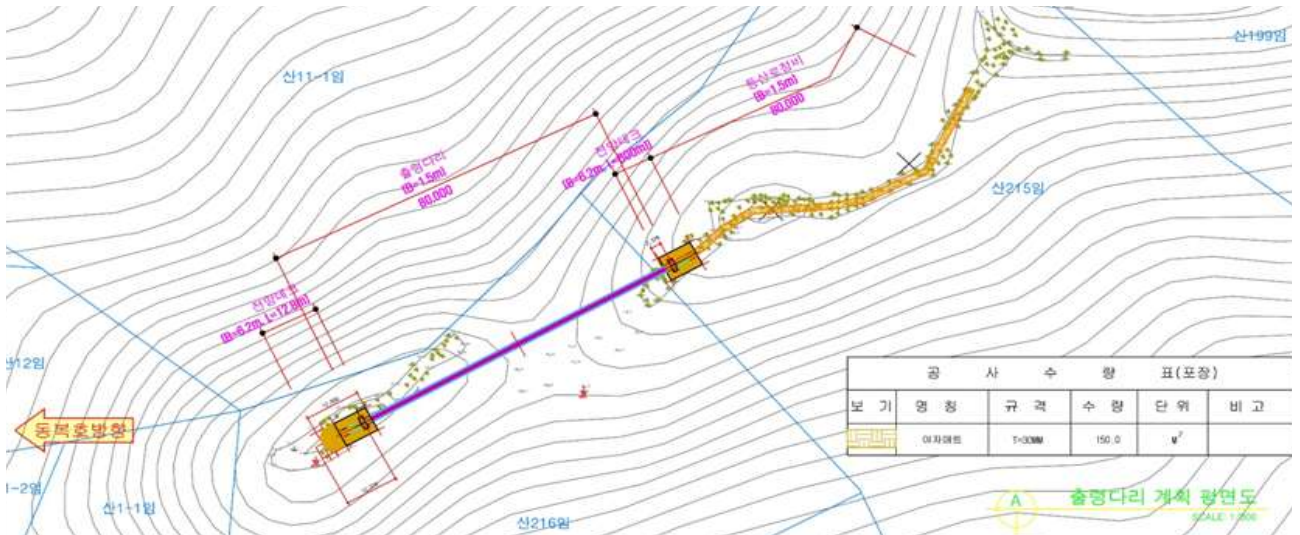 산11-1임
산199임
등산로정비
(B=1.5m)
80,000
전망데크
출렁다리
(B=1.5m)
80,000
산215임
전망데크
(B=6.2m, L=12.8m)
산12임
동복호방향
산1-1임
산216임
공 사 수 량 표(포장)
보 기 명 칭 규 격 수 량 단 위 비 고
야자매트 T=30MM 150.0 M²
A
출렁다리 계획 평면도